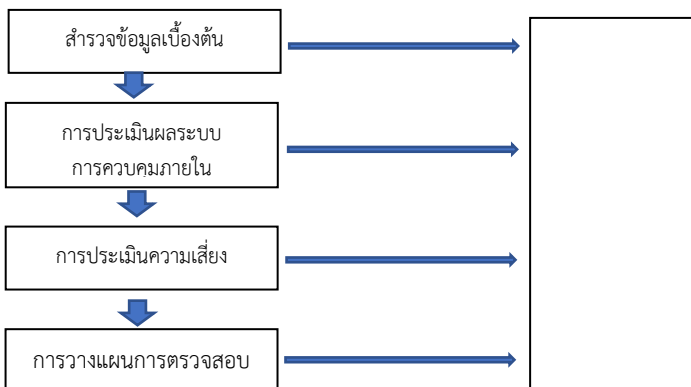 สำรวจข้อมูลเบื้องต้น
การประเมินผลระบบ
การควบคุมภายใน
การประเมินความเสี่ยง
การวางแผนการตรวจสอบ